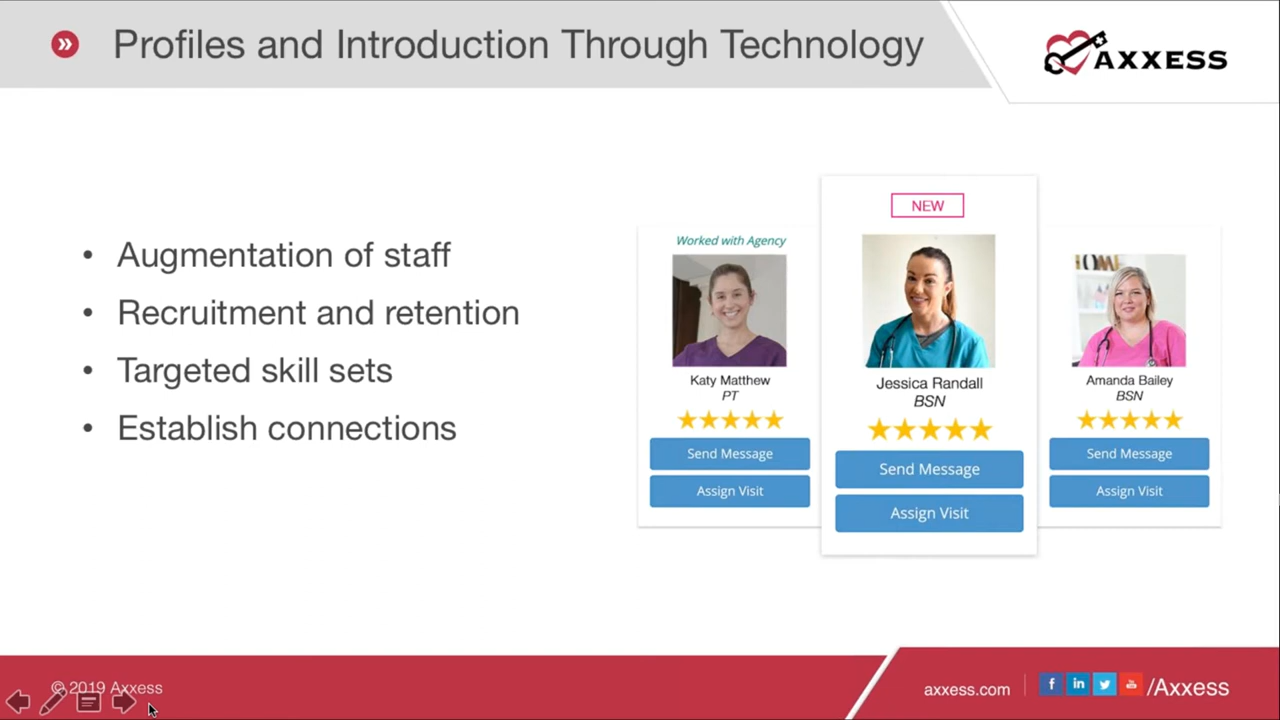 Profiles and Introduction Through Technology
AXXESS
• Augmentation of staff
• Recruitment and retention
• Targeted skill sets
• Establish connections
Worked with Agency
Katy Matthew
PT
Send Message
Assign Visit
NEW
Jessica Randall
BSN
Send Message
Assign Visit
HOME
Amanda Bailey
BSN
Send Message
Assign Visit
© 2019 Axxess
axxess.com
/Axxess